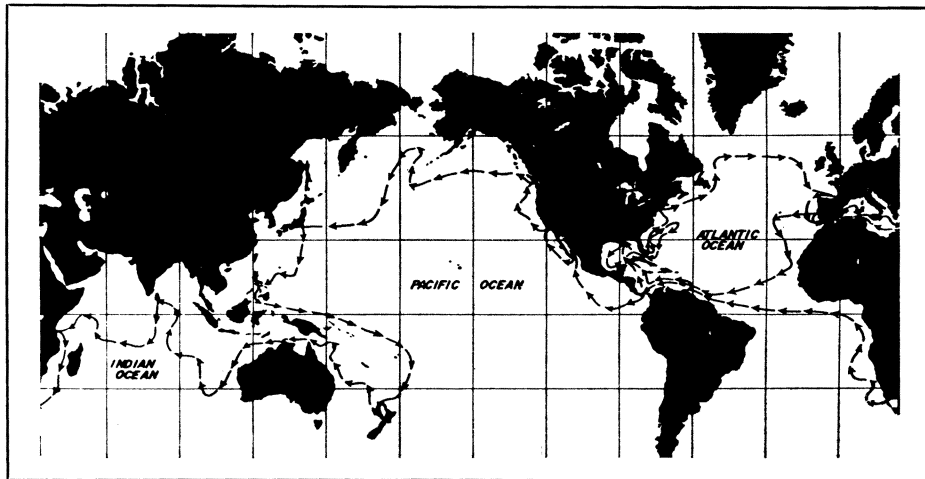 ATLANTIC
OCEAN
PACIFIC OCEAN
INDIAN
OCEAN